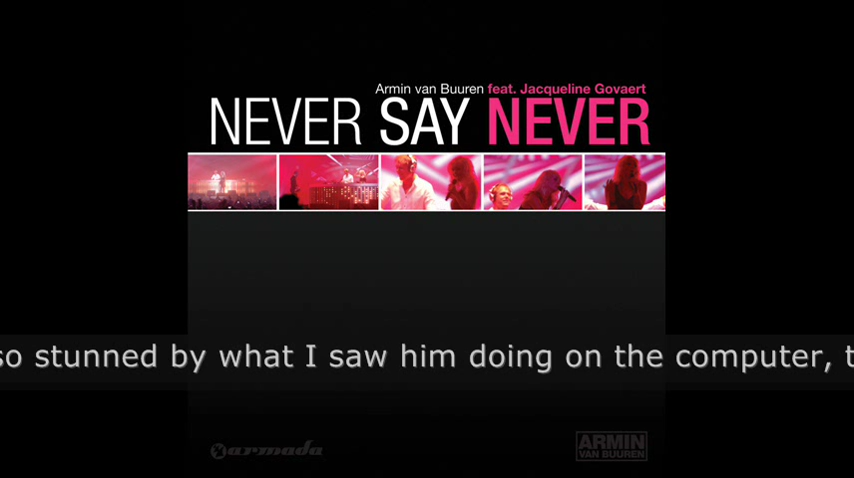 Armin van Buuren feat. Jacqueline Govaert
NEVER SAY NEVER
so stunned by what I saw him doing on the computer, t
armada
ARMIN
VAN BUUREN